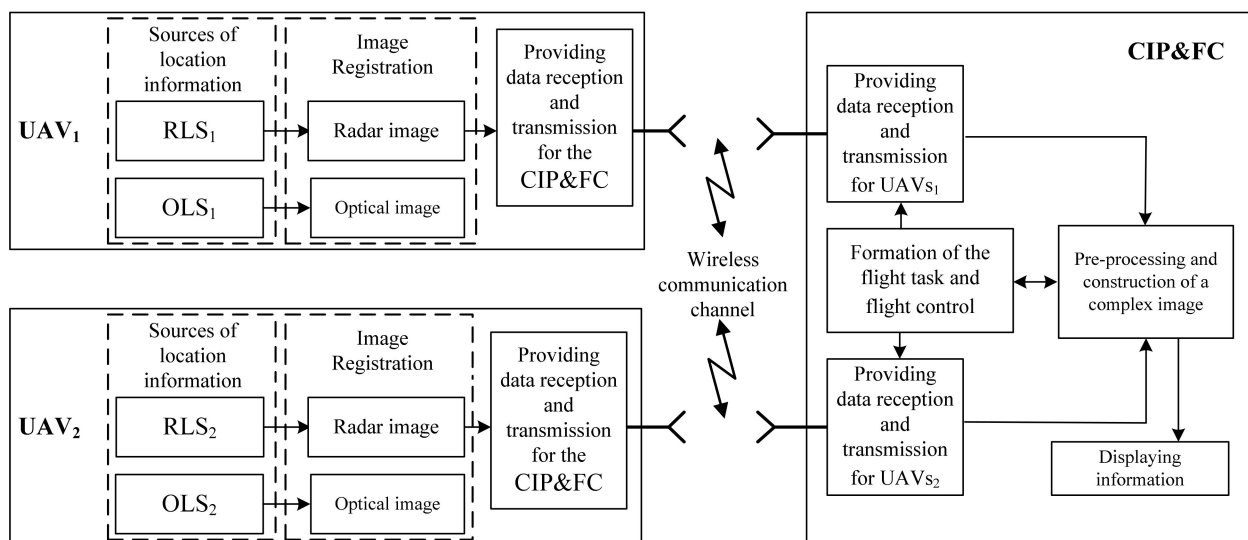 UAV₁
Sources of
location
information
RLS₁
OLS₁
Image
Registration
Radar image
Optical image
Providing
data reception
and
transmission
for the
CIP&FC
UAV₂
Sources of
location
information
RLS₂
OLS₂
Image
Registration
Radar image
Optical image
Providing
data reception
and
transmission
for the
CIP&FC
Wireless
communication
channel
CIP&FC
Providing
data reception
and
transmission
for UAVs₁
Formation of the
flight task and
flight control
Providing
data reception
and
transmission
for UAVs₂
Pre-processing and
construction of a
complex image
Displaying
information